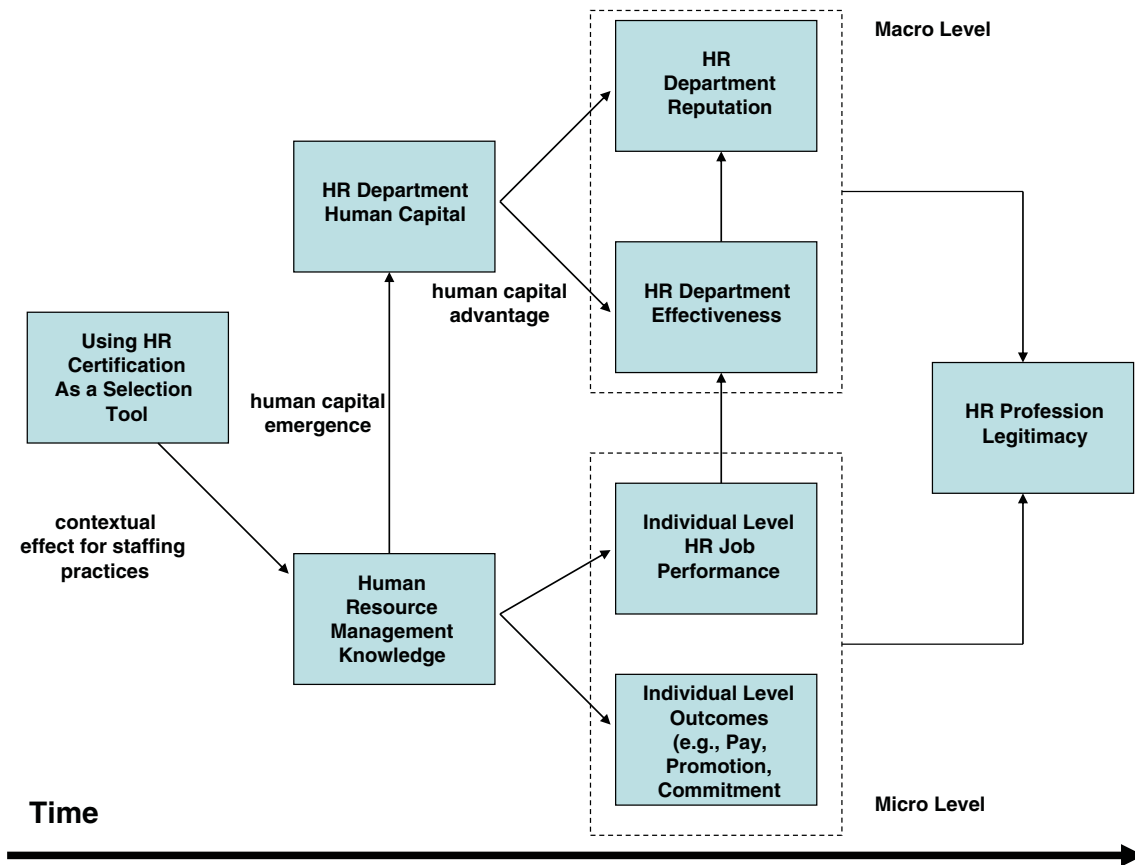 Macro Level
HR
Department
Reputation
HR Department
Human Capital
human capital
advantage
HR Department
Effectiveness
Using HR
Certification
As a Selection
Tool
human capital
emergence
HR Profession
Legitimacy
contextual
effect for staffing
practices
Individual Level
HR Job
Performance
Human
Resource
Management
Knowledge
Individual Level
Outcomes
(e.g., Pay,
Promotion,
Commitment
Micro Level
Time